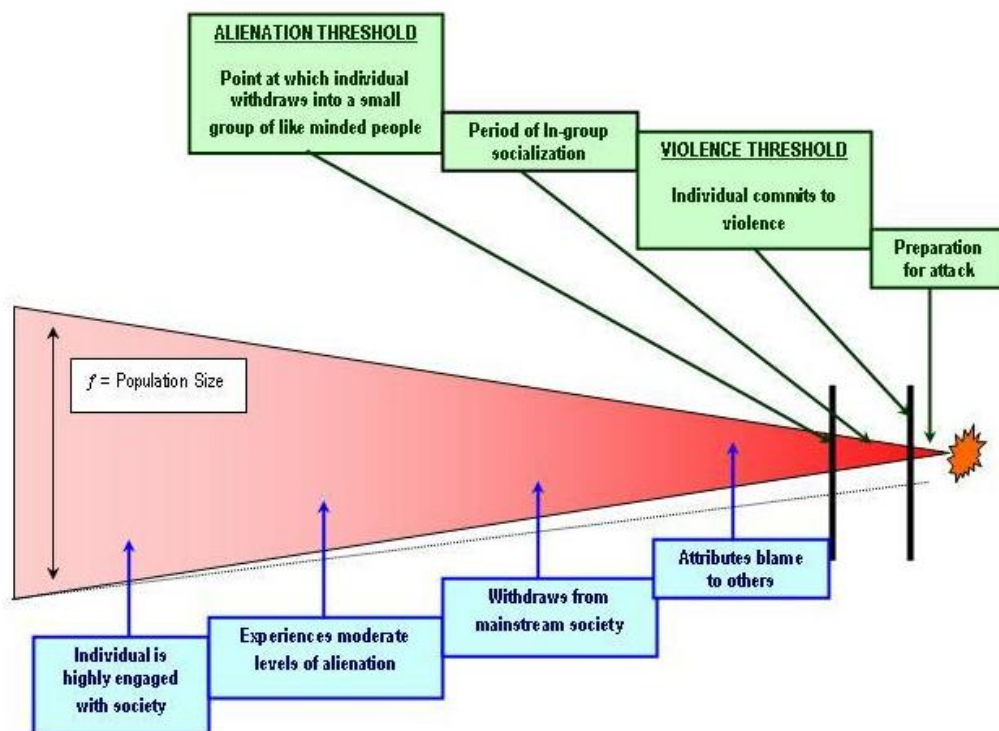 ALIENATION THRESHOLD
Point at which individual
withdraws into a small
group of like minded people
Period of In-group
socialization
VIOLENCE THRESHOLD
Individual commits to
violence
Preparation
for attack
f = Population Size
Individual is
highly engaged
with society
Experiences moderate
levels of alienation
Withdraws from
mainstream society
Attributes blame
to others